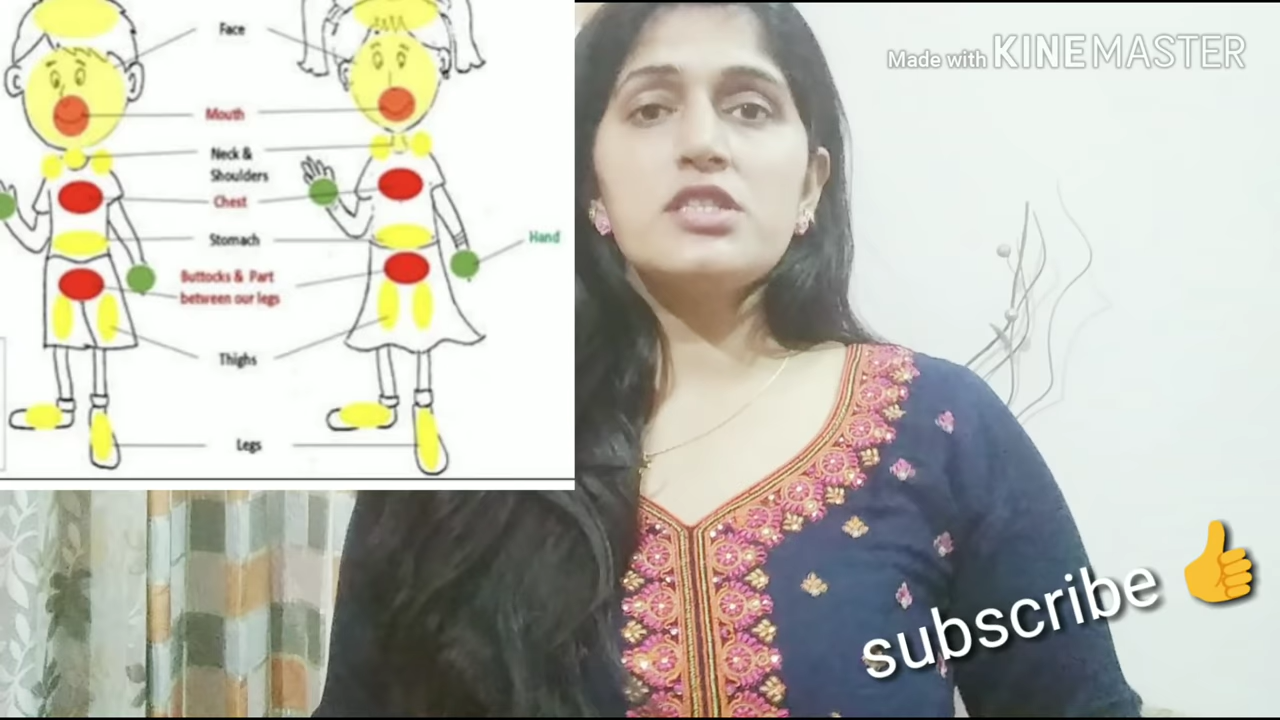 Face
Mouth
Neck &
Shoulders
Chest
Stomach
Hand
Buttocks & Part
between our legs
Thighs
Legs
Made with KINEMASTER
subscribe